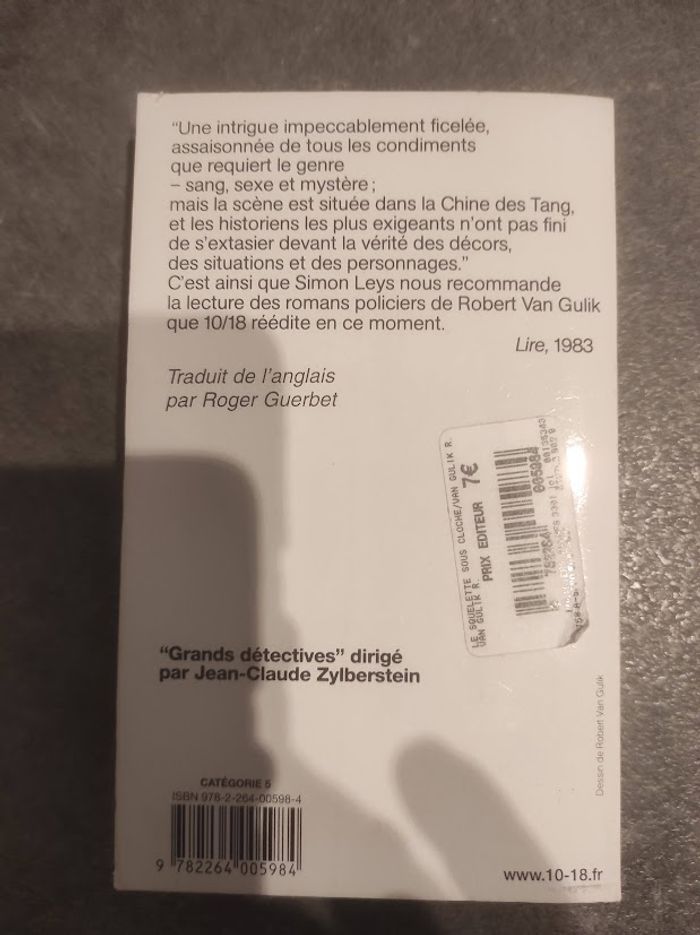 “Une intrigue impeccablement ficelée,
assaisonnée de tous les condiments
que requiert le genre
– sang, sexe et mystère ;
mais la scène est située dans la Chine des Tang,
et les historiens les plus exigeants n’ont pas fini
de s’extasier devant la vérité des décors,
des situations et des personnages.”
C’est ainsi que Simon Leys nous recommande
la lecture des romans policiers de Robert Van Gulik
que 10/18 réédite en ce moment.
Lire, 1983
Traduit de l’anglais
par Roger Guerbet
LE SQUELETTE SOUS CLOCHE/VAN GULIK R.
VAN GULIK R.
PRIX EDITEUR 7€
005984
“Grands détectives” dirigé
par Jean-Claude Zylberstein
Dessin de Robert Van Gulik
CATÉGORIE 5
ISBN 978-2-264-00598-4
9 782264 005984
www.10-18.fr